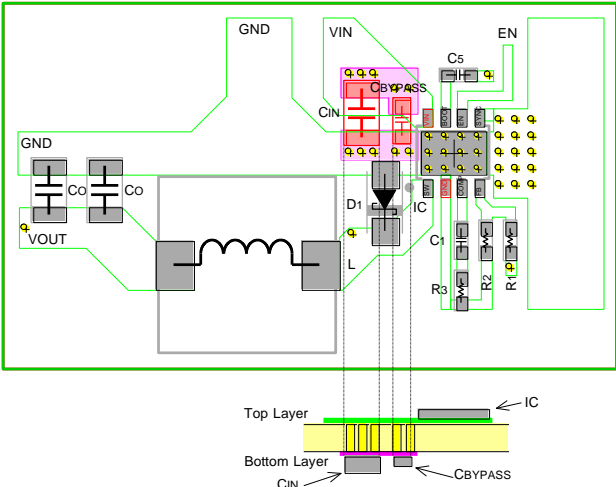 GND
VIN
EN
C5
CBYPASS
CIN
VIN
BOOT
EN
SYNC
GND
CO
CO
D1
IC
SW
GND
COMP
FB
VOUT
L
C1
R3
R2
R1
Top Layer
IC
Bottom Layer
CBYPASS
CIN